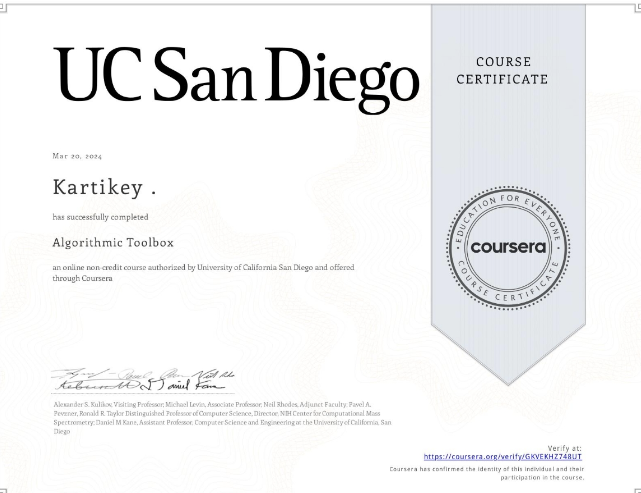 UC San Diego
COURSE
CERTIFICATE
Mar 20, 2024
Kartikey .
has successfully completed
Algorithmic Toolbox
an online non-credit course authorized by University of California San Diego and offered
through Coursera
EDUCATION FOR EVERYONE
coursera
COURSE CERTIFICATE
Alexander S. Kulikov, Visiting Professor; Michael Levin, Associate Professor; Neil Rhodes, Adjunct Faculty; Pavel A.
Pevzner, Ronald R. Taylor Distinguished Professor of Computer Science, Director, NIH Center for Computational Mass
Spectrometry; Daniel M Kane, Assistant Professor, Computer Science and Engineering at the University of California, San
Diego
Verify at:
https://coursera.org/verify/GKVEKHZ748UT
Coursera has confirmed the identity of this individual and their
participation in the course.